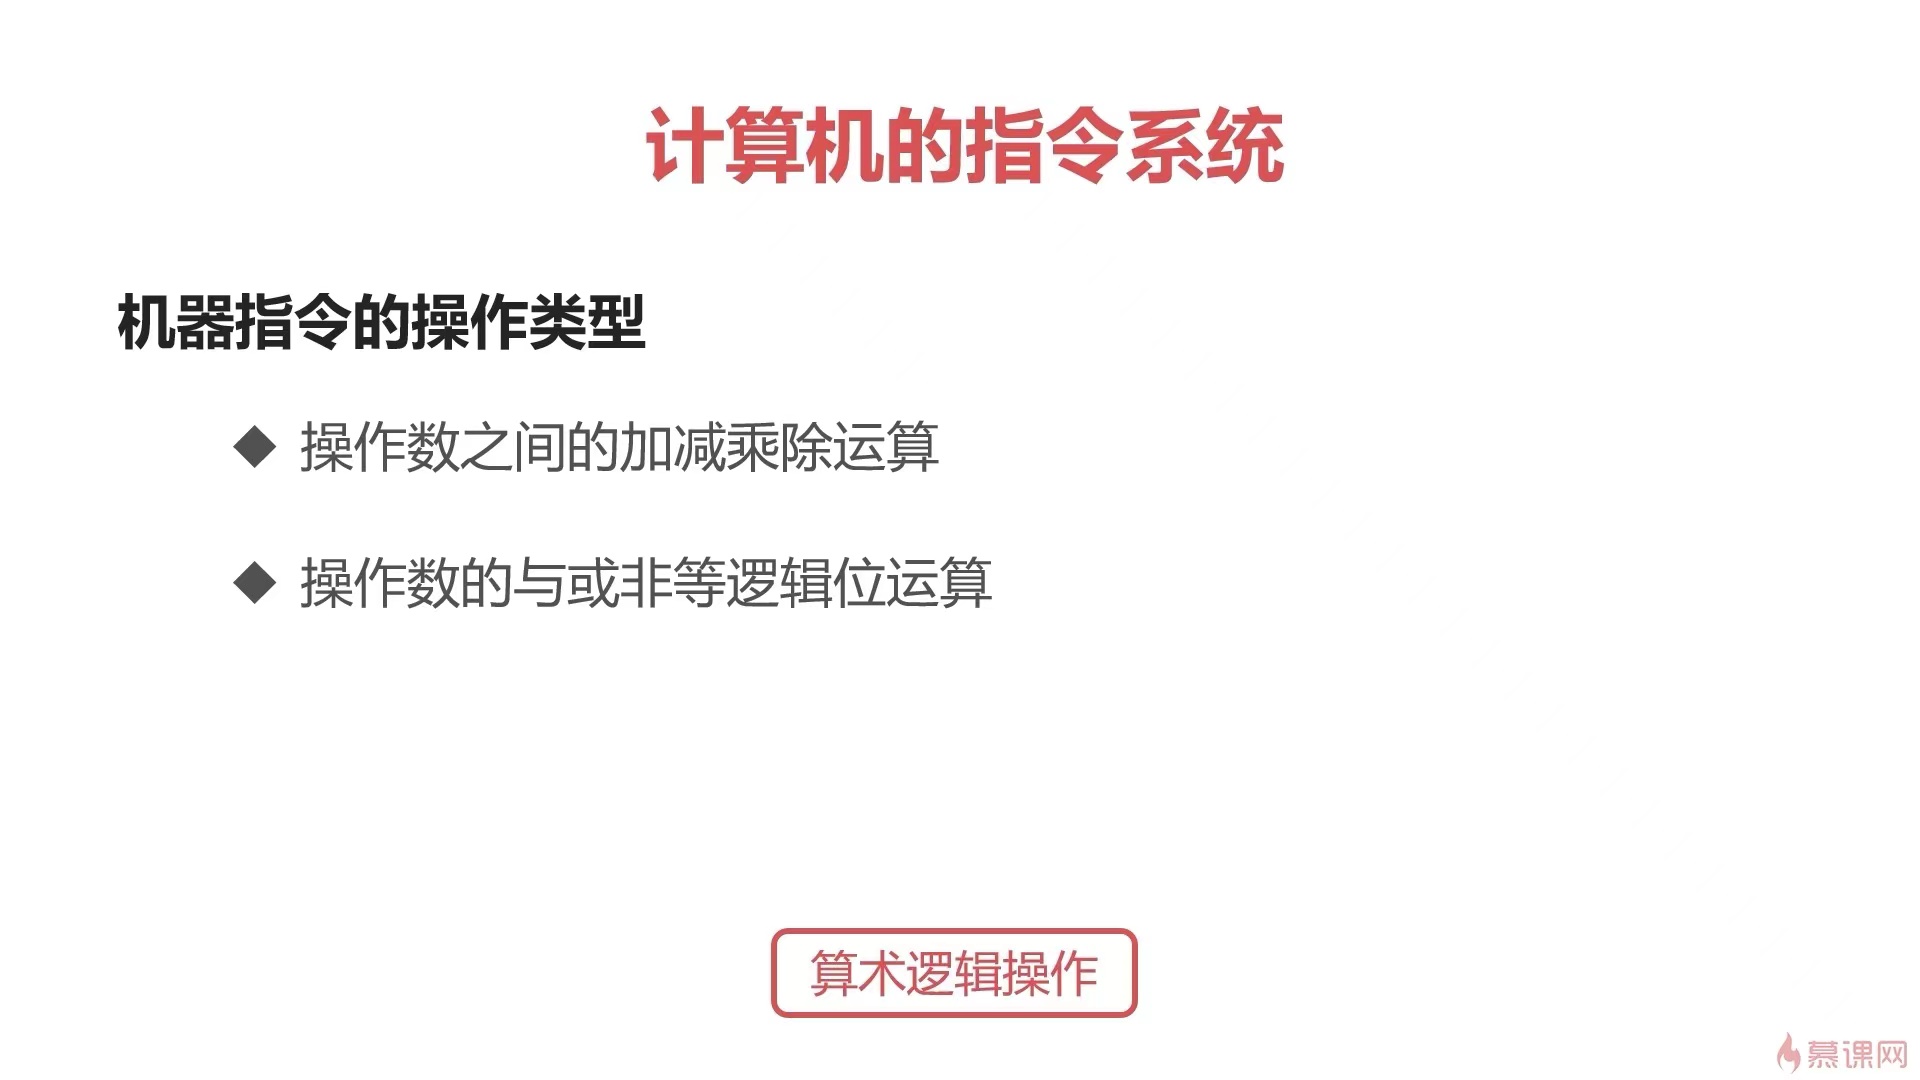 计算机的指令系统
机器指令的操作类型
操作数之间的加减乘除运算
操作数的与或非等逻辑位运算
算术逻辑操作
慕课网